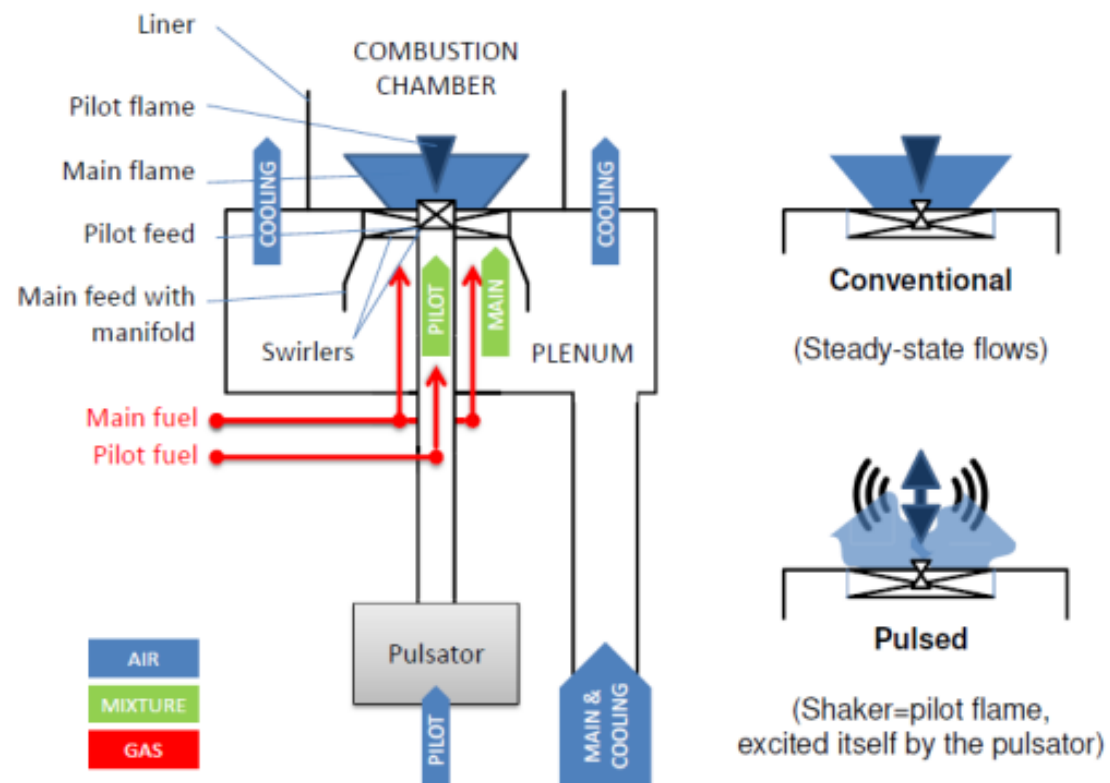 Liner
COMBUSTION
CHAMBER
Pilot flame
Main flame
Pilot feed
Main feed with
manifold
Swirlers
COOLING
COOLING
PILOT
MAIN
PLENUM
Main fuel
Pilot fuel
Pulsator
AIR
MIXTURE
GAS
PILOT
MAIN &
COOLING
Conventional
(Steady-state flows)
Pulsed
(Shaker=pilot flame,
excited itself by the pulsator)